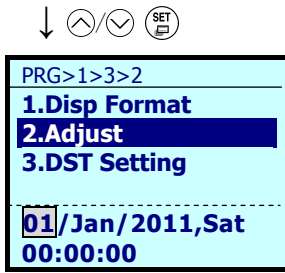 SET
PRG>1>3>2
1.Disp Format
2.Adjust
3.DST Setting
01/Jan/2011,Sat
00:00:00